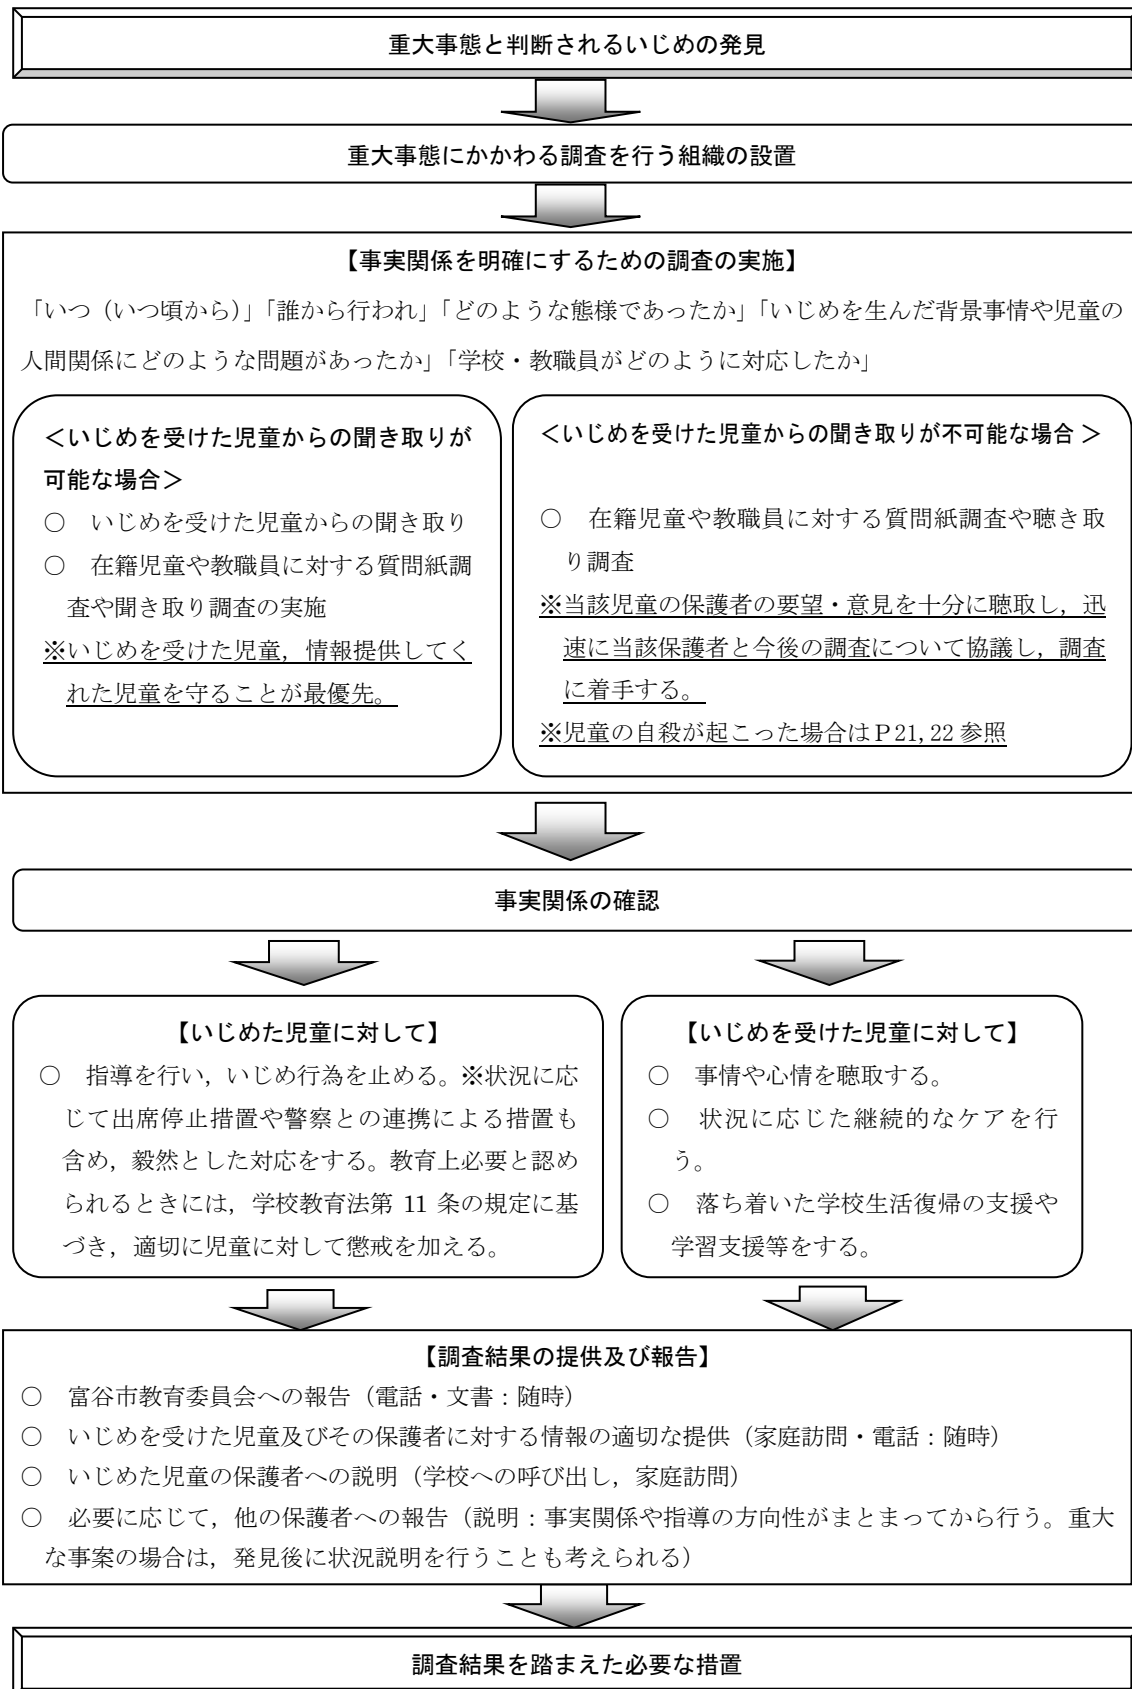 重大事態と判断されるいじめの発見
重大事態にかかわる調査を行う組織の設置
【事実関係を明確にするための調査の実施】
「いつ（いつ頃から）」「誰から行われ」「どのような態様であったか」「いじめを生んだ背景事情や児童の
人間関係にどのような問題があったか」「学校・教職員がどのように対応したか」
＜いじめを受けた児童からの聞き取りが
可能な場合＞
○　いじめを受けた児童からの聞き取り
○　在籍児童や教職員に対する質問紙調
査や聞き取り調査の実施
※いじめを受けた児童，情報提供してく
れた児童を守ることが最優先。
＜いじめを受けた児童からの聞き取りが不可能な場合 ＞
○　在籍児童や教職員に対する質問紙調査や聴き取
り調査
※当該児童の保護者の要望・意見を十分に聴取し，迅
速に当該保護者と今後の調査について協議し，調査
に着手する。
※児童の自殺が起こった場合はＰ21, 22 参照
事実関係の確認
【いじめた児童に対して】
○　指導を行い，いじめ行為を止める。※状況に応
じて出席停止措置や警察との連携による措置も
含め，毅然とした対応をする。教育上必要と認め
られるときには，学校教育法第 11 条の規定に基
づき，適切に児童に対して懲戒を加える。
【いじめを受けた児童に対して】
○　事情や心情を聴取する。
○　状況に応じた継続的なケアを行
う。
○　落ち着いた学校生活復帰の支援や
学習支援等をする。
【調査結果の提供及び報告】
○　富谷市教育委員会への報告（電話・文書：随時）
○　いじめを受けた児童及びその保護者に対する情報の適切な提供（家庭訪問・電話：随時）
○　いじめた児童の保護者への説明（学校への呼び出し，家庭訪問）
○　必要に応じて，他の保護者への報告（説明：事実関係や指導の方向性がまとまってから行う。重大
な事案の場合は，発見後に状況説明を行うことも考えられる）
調査結果を踏まえた必要な措置